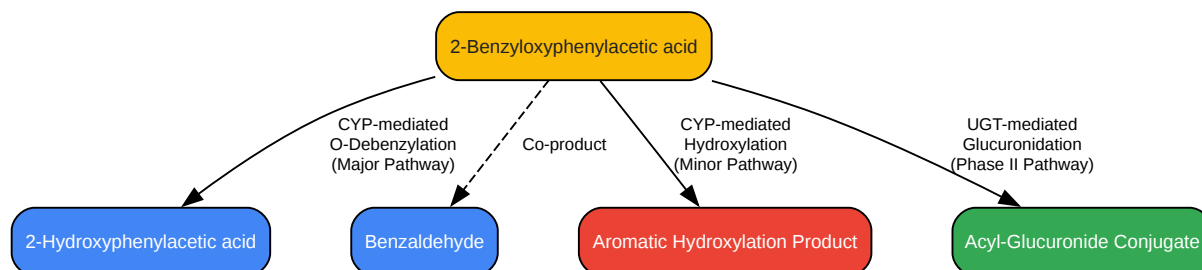 2-Benzyloxyphenylacetic acid
CYP-mediated
O-Debenzylation
(Major Pathway)
Co-product
CYP-mediated
Hydroxylation
(Minor Pathway)
UGT-mediated
Glucuronidation
(Phase II Pathway)
2-Hydroxyphenylacetic acid
Benzaldehyde
Aromatic Hydroxylation Product
Acyl-Glucuronide Conjugate